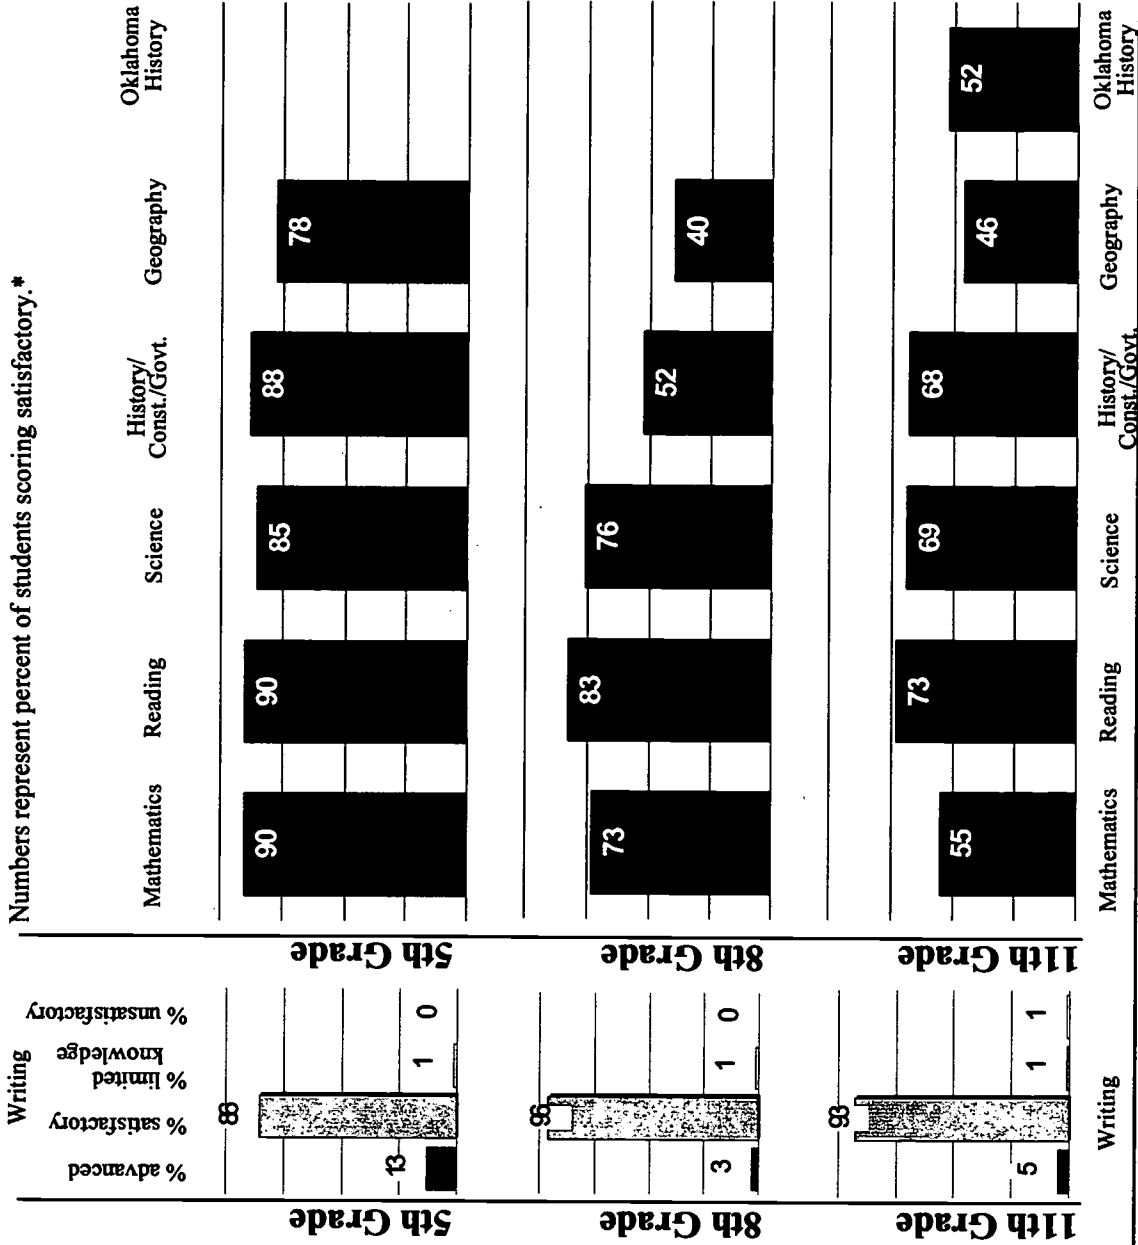 Numbers represent percent of students scoring satisfactory.*
Writing
% advanced
% satisfactory
% limited
knowledge
% unsatisfactory
Mathematics
Reading
Science
History/
Const./Govt.
Geography
Oklahoma
History
5th Grade
13
86
1
0
5th Grade
90
90
85
88
78
8th Grade
3
96
1
0
8th Grade
73
83
76
52
40
11th Grade
5
93
1
1
11th Grade
55
73
69
68
46
52
Writing
Mathematics
Reading
Science
History/
Const./Govt.
Geography
Oklahoma
History